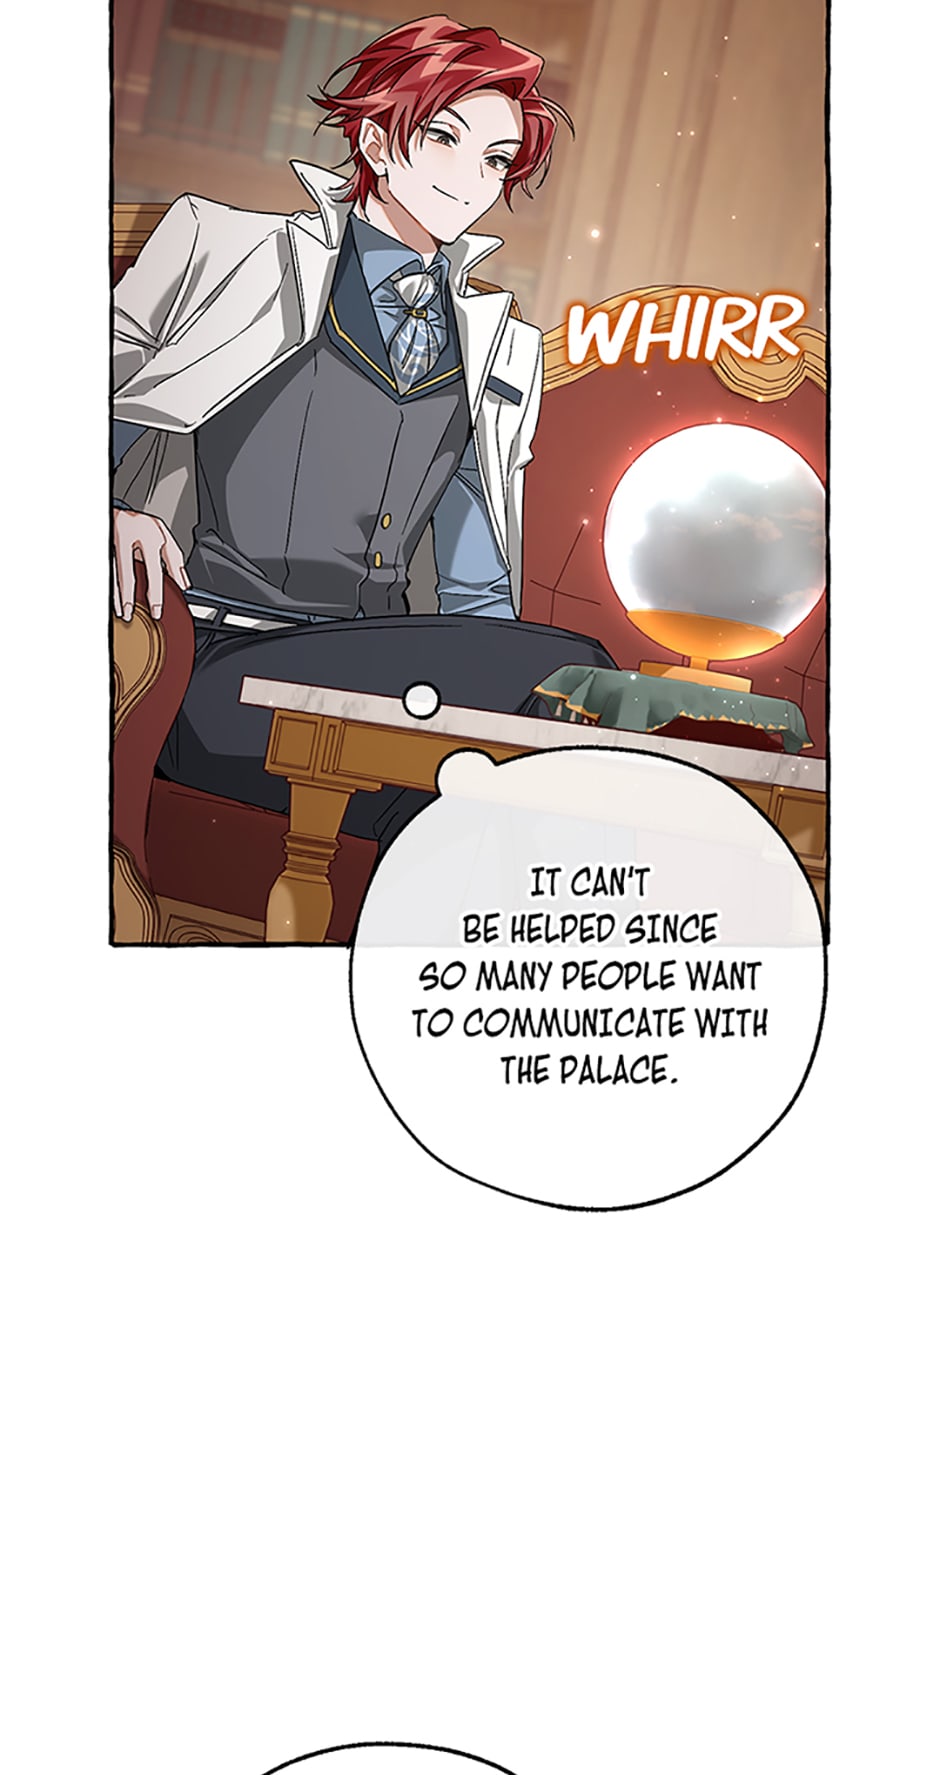 WHIRR
IT CAN'T
BE HELPED SINCE
SO MANY PEOPLE WANT
TO COMMUNICATE WITH
THE PALACE.